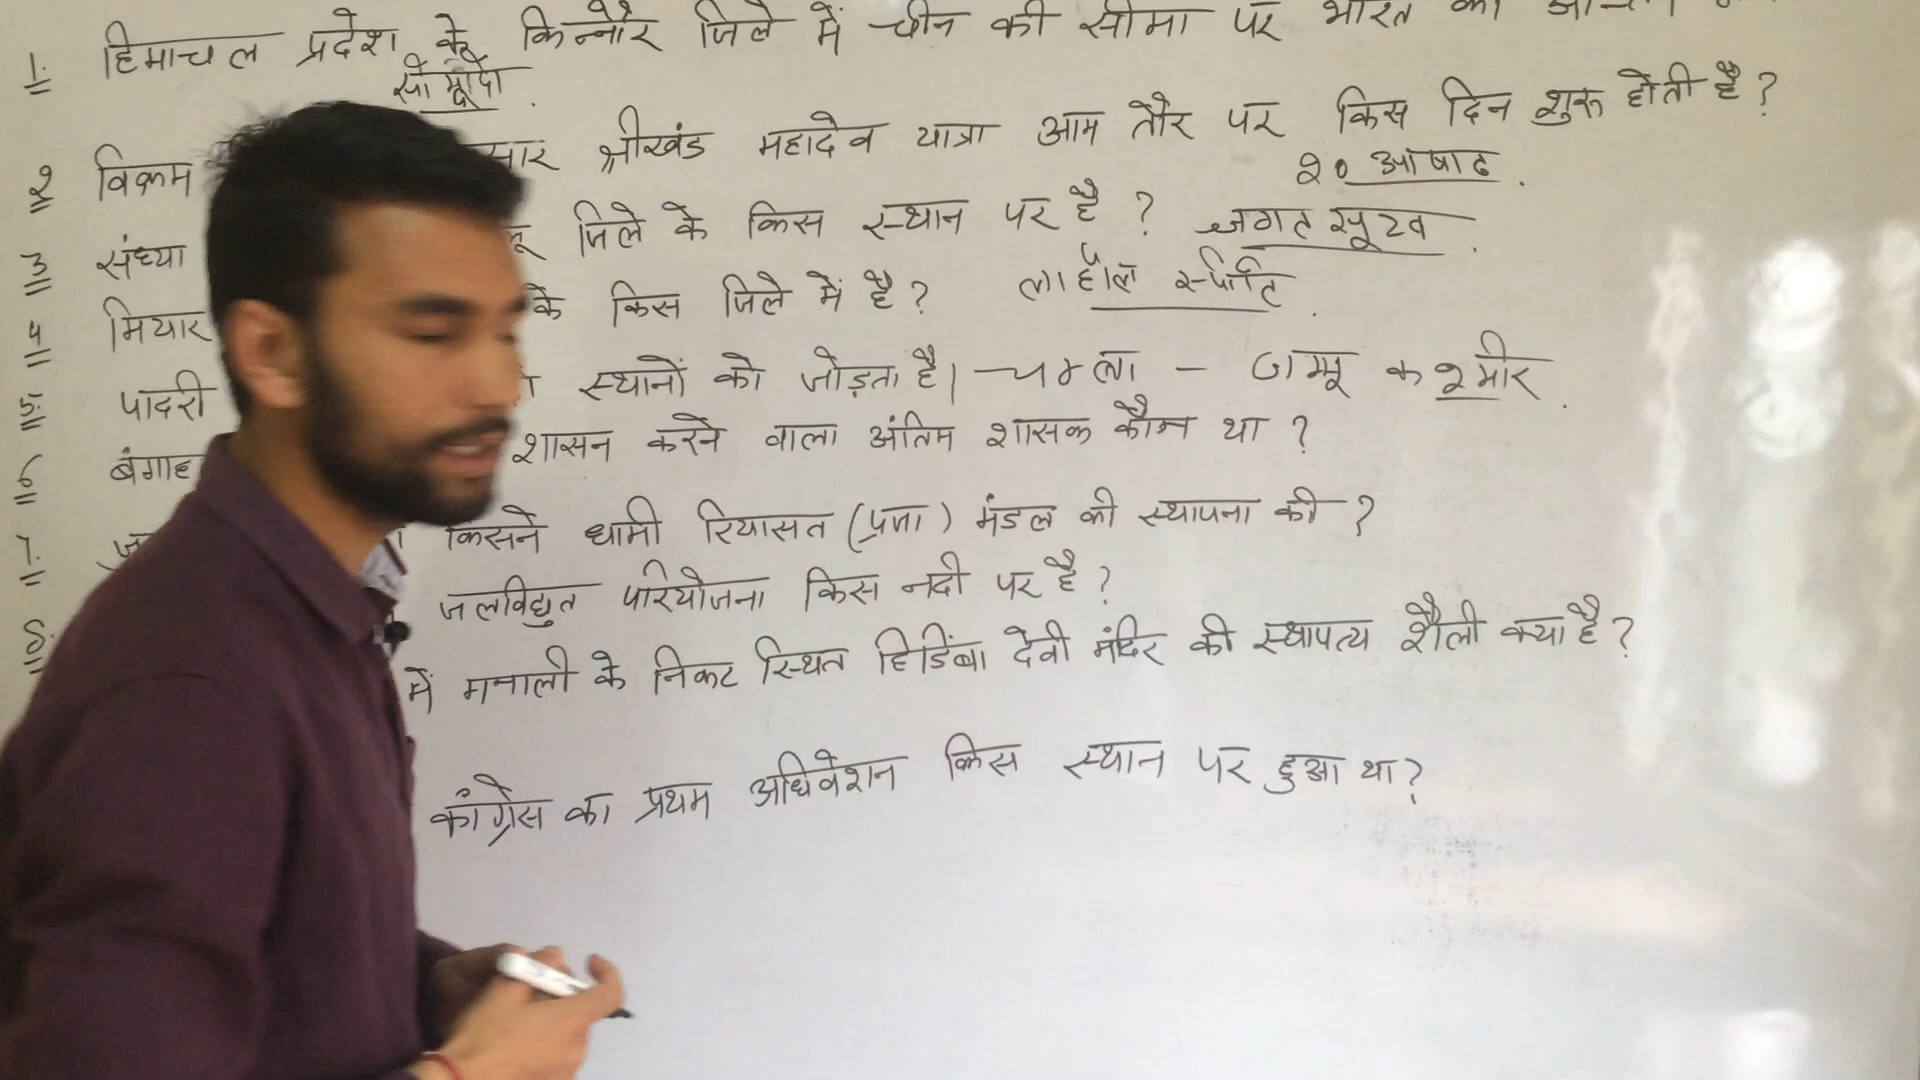 1. हिमाचल प्रदेश के किन्नौर जिले में चीन की सीमा पर भारत का
सोमूदो .
2 विक्रम सार श्रीखंड महादेव यात्रा आम तौर पर किस दिन शुरू होती है ?
20 आषाढ .
3 संध्या लू जिले के किस स्थान पर है ? जगत सूख .
4 मियार के किस जिले में है ? लाहौल स्पीति .
5. पादरी स्थानों को जोड़ता है। चम्बा - जम्मू कश्मीर .
6 बंगाह शासन करने वाला अंतिम शासक कौन था ?
7. किसने धामी रियासत (प्रजा) मंडल की स्थापना की ?
8. जलविद्युत परियोजना किस नदी पर है ?
में मनाली के निकट स्थित हिडिंबा देवी मंदिर की स्थापत्य शैली क्या है ?
कांग्रेस का प्रथम अधिवेशन किस स्थान पर हुआ था ?